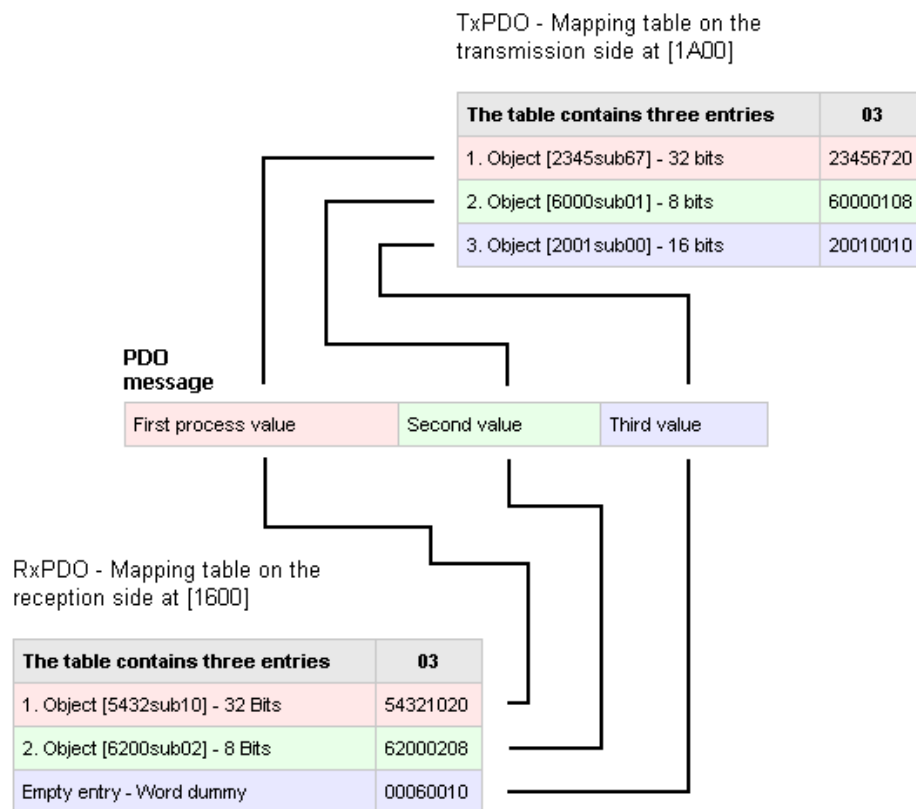 TxPDO - Mapping table on the
transmission side at [1A00]
The table contains three entries 03
1. Object [2345sub67] - 32 bits 23456720
2. Object [6000sub01] - 8 bits 60000108
3. Object [2001sub00] - 16 bits 20010010
PDO
message
First process value Second value Third value
RxPDO - Mapping table on the
reception side at [1600]
The table contains three entries 03
1. Object [5432sub10] - 32 Bits 54321020
2. Object [6200sub02] - 8 Bits 62000208
Empty entry - Word dummy 00060010